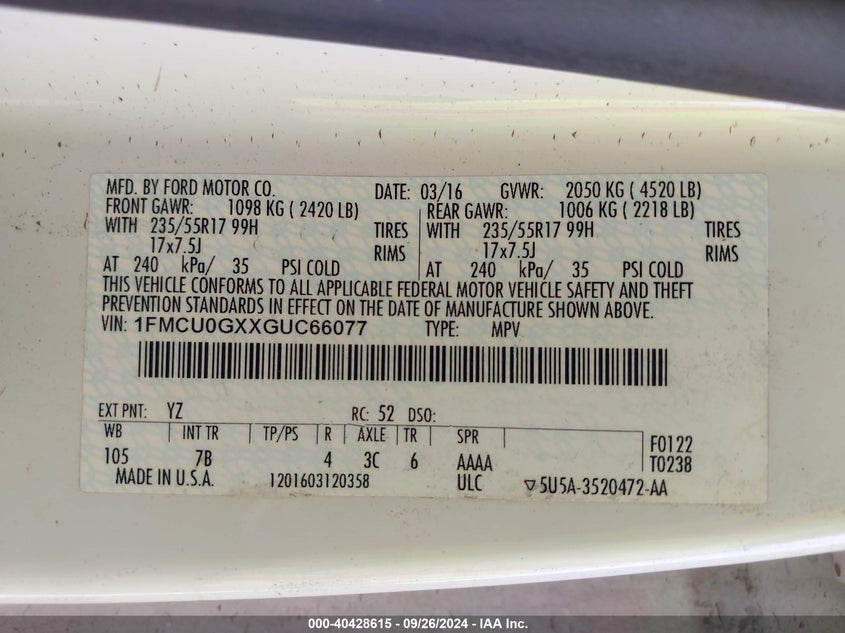 MFD. BY FORD MOTOR CO. DATE: 03/16 GVWR: 2050 KG ( 4520 LB)
FRONT GAWR: 1098 KG ( 2420 LB) REAR GAWR: 1006 KG ( 2218 LB)
WITH 235/55R17 99H TIRES WITH 235/55R17 99H TIRES
17x7.5J RIMS 17x7.5J RIMS
AT 240 kPa/ 35 PSI COLD AT 240 kPa/ 35 PSI COLD
THIS VEHICLE CONFORMS TO ALL APPLICABLE FEDERAL MOTOR VEHICLE SAFETY AND THEFT
PREVENTION STANDARDS IN EFFECT ON THE DATE OF MANUFACTURE SHOWN ABOVE.
VIN: 1FMCU0GXXGUC66077 TYPE: MPV
EXT PNT: YZ RC: 52 DSO:
WB INT TR TP/PS R AXLE TR SPR F0122
105 7B 4 3C 6 AAAA T0238
MADE IN U.S.A. 1201603120358 ULC ▽5U5A-3520472-AA
000-40428615 - 09/26/2024 - IAA Inc.